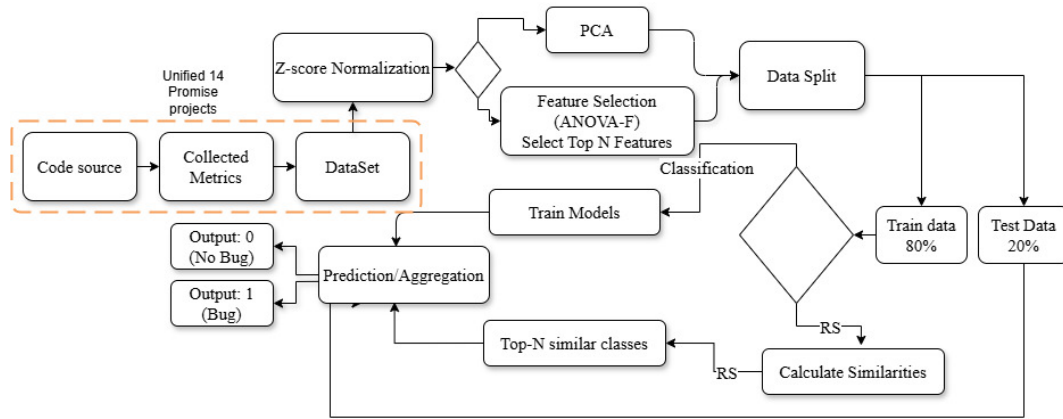 Unified 14
Promise
projects
Code source
Collected
Metrics
DataSet
Z-score Normalization
PCA
Feature Selection
(ANOVA-F)
Select Top N Features
Data Split
Classification
Train Models
Train data
80%
Test Data
20%
Output: 0
(No Bug)
Output: 1
(Bug)
Prediction/Aggregation
RS
Top-N similar classes
RS
Calculate Similarities